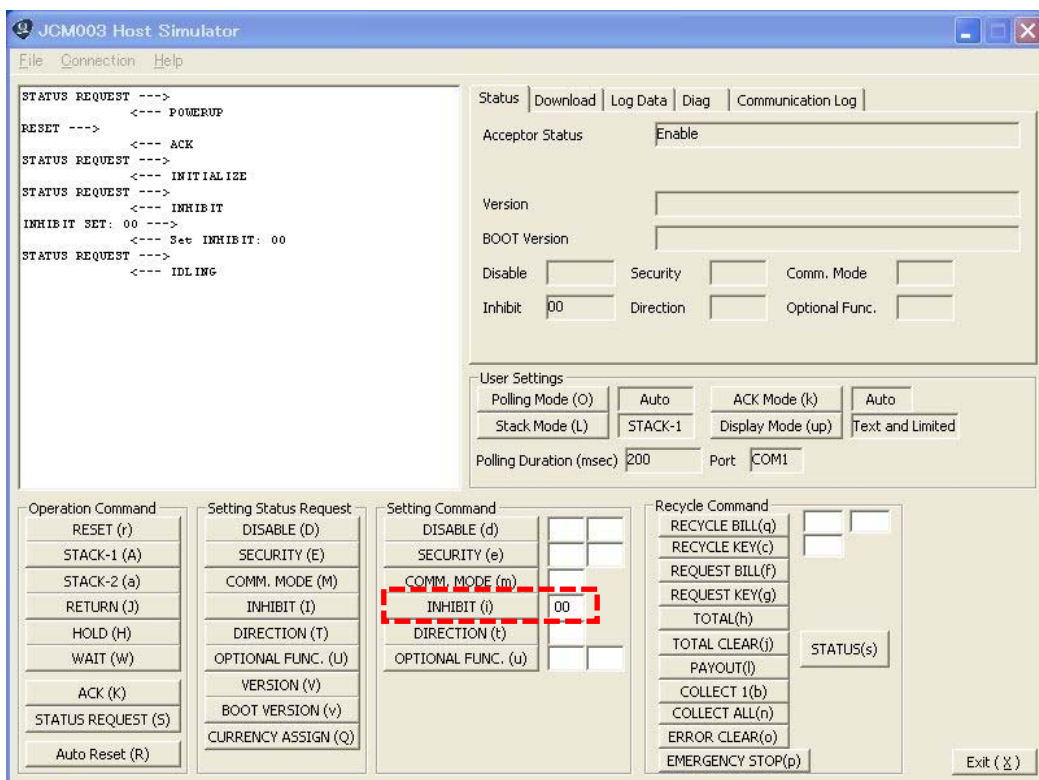 JCM003 Host Simulator
File Connection Help
STATUS REQUEST --->
<--- POWERUP
RESET --->
<--- ACK
STATUS REQUEST --->
<--- INITIALIZE
STATUS REQUEST --->
<--- INHIBIT
INHIBIT SET: 00 --->
<--- Set INHIBIT: 00
STATUS REQUEST --->
<--- IDLING
Status Download Log Data Diag Communication Log
Acceptor Status Enable
Version
BOOT Version
Disable Security Comm. Mode
Inhibit 00 Direction Optional Func.
User Settings
Polling Mode (O) Auto ACK Mode (k) Auto
Stack Mode (L) STACK-1 Display Mode (up) Text and Limited
Polling Duration (msec) 200 Port COM1
Operation Command
RESET (r)
STACK-1 (A)
STACK-2 (a)
RETURN (J)
HOLD (H)
WAIT (W)
ACK (K)
STATUS REQUEST (S)
Auto Reset (R)
Setting Status Request
DISABLE (D)
SECURITY (E)
COMM. MODE (M)
INHIBIT (I)
DIRECTION (T)
OPTIONAL FUNC. (U)
VERSION (V)
BOOT VERSION (v)
CURRENCY ASSIGN (Q)
Setting Command
DISABLE (d)
SECURITY (e)
COMM. MODE (m)
INHIBIT (i) 00
DIRECTION (t)
OPTIONAL FUNC. (u)
Recycle Command
RECYCLE BILL(q)
RECYCLE KEY(c)
REQUEST BILL(f)
REQUEST KEY(g)
TOTAL(h)
TOTAL CLEAR(j)
PAYOUT(l)
COLLECT 1(b)
COLLECT ALL(n)
ERROR CLEAR(o)
EMERGENCY STOP(p)
STATUS(s)
Exit ( X )